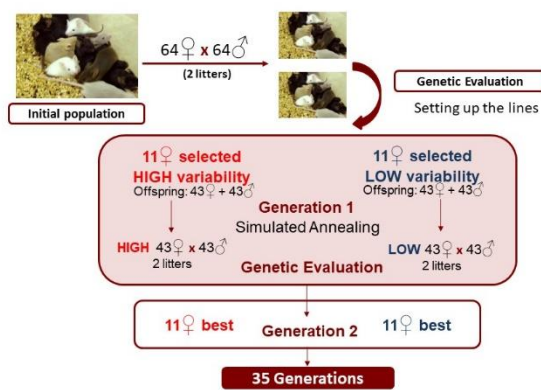 64♀ x 64♂
(2 litters)
Initial population
Genetic Evaluation
Setting up the lines
11♀ selected
HIGH variability
Offspring: 43♀ + 43♂
11♀ selected
LOW variability
Offspring: 43♀ + 43♂
Generation 1
Simulated Annealing
HIGH 43♀ x 43♂
2 litters
LOW 43♀ x 43♂
2 litters
Genetic Evaluation
11♀ best
Generation 2
11♀ best
35 Generations